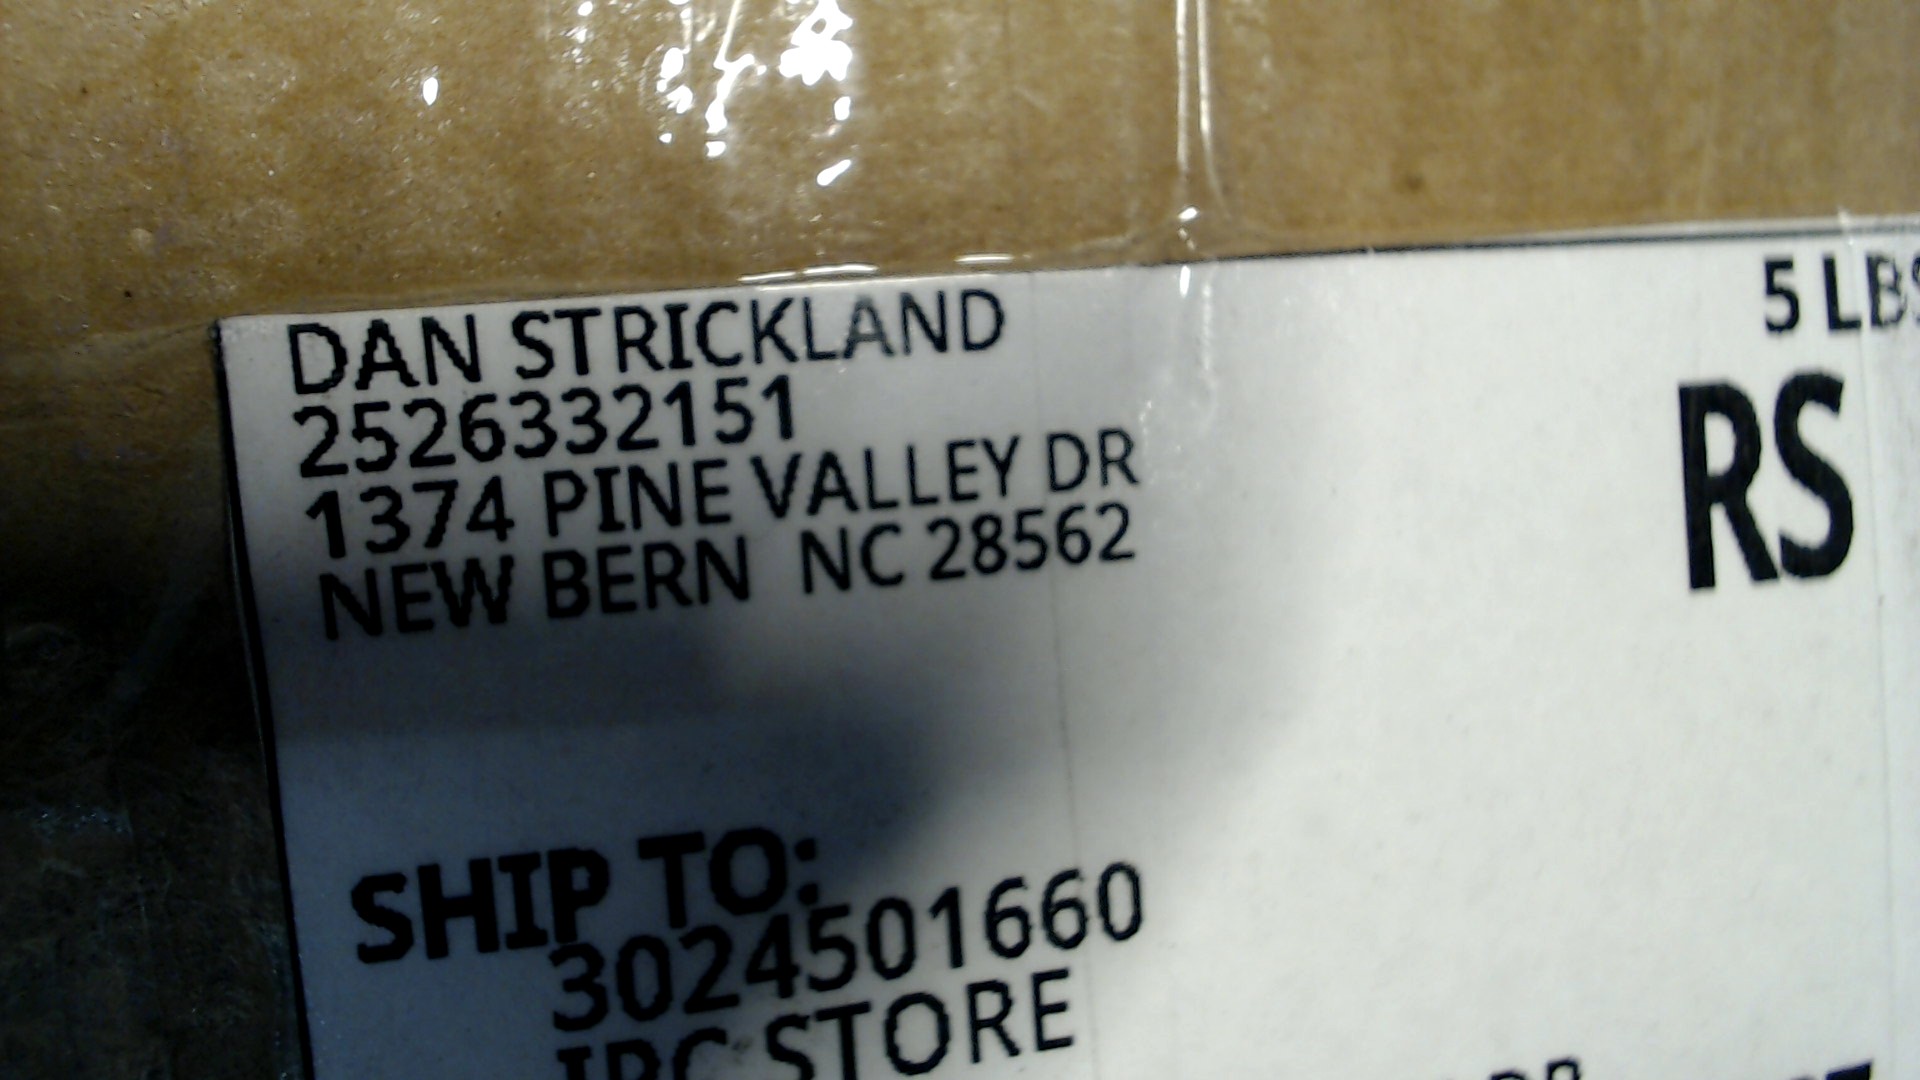 DAN STRICKLAND
2526332151
1374 PINE VALLEY DR
NEW BERN NC 28562
5 LBS
RS
SHIP TO:
3024501660
STORE